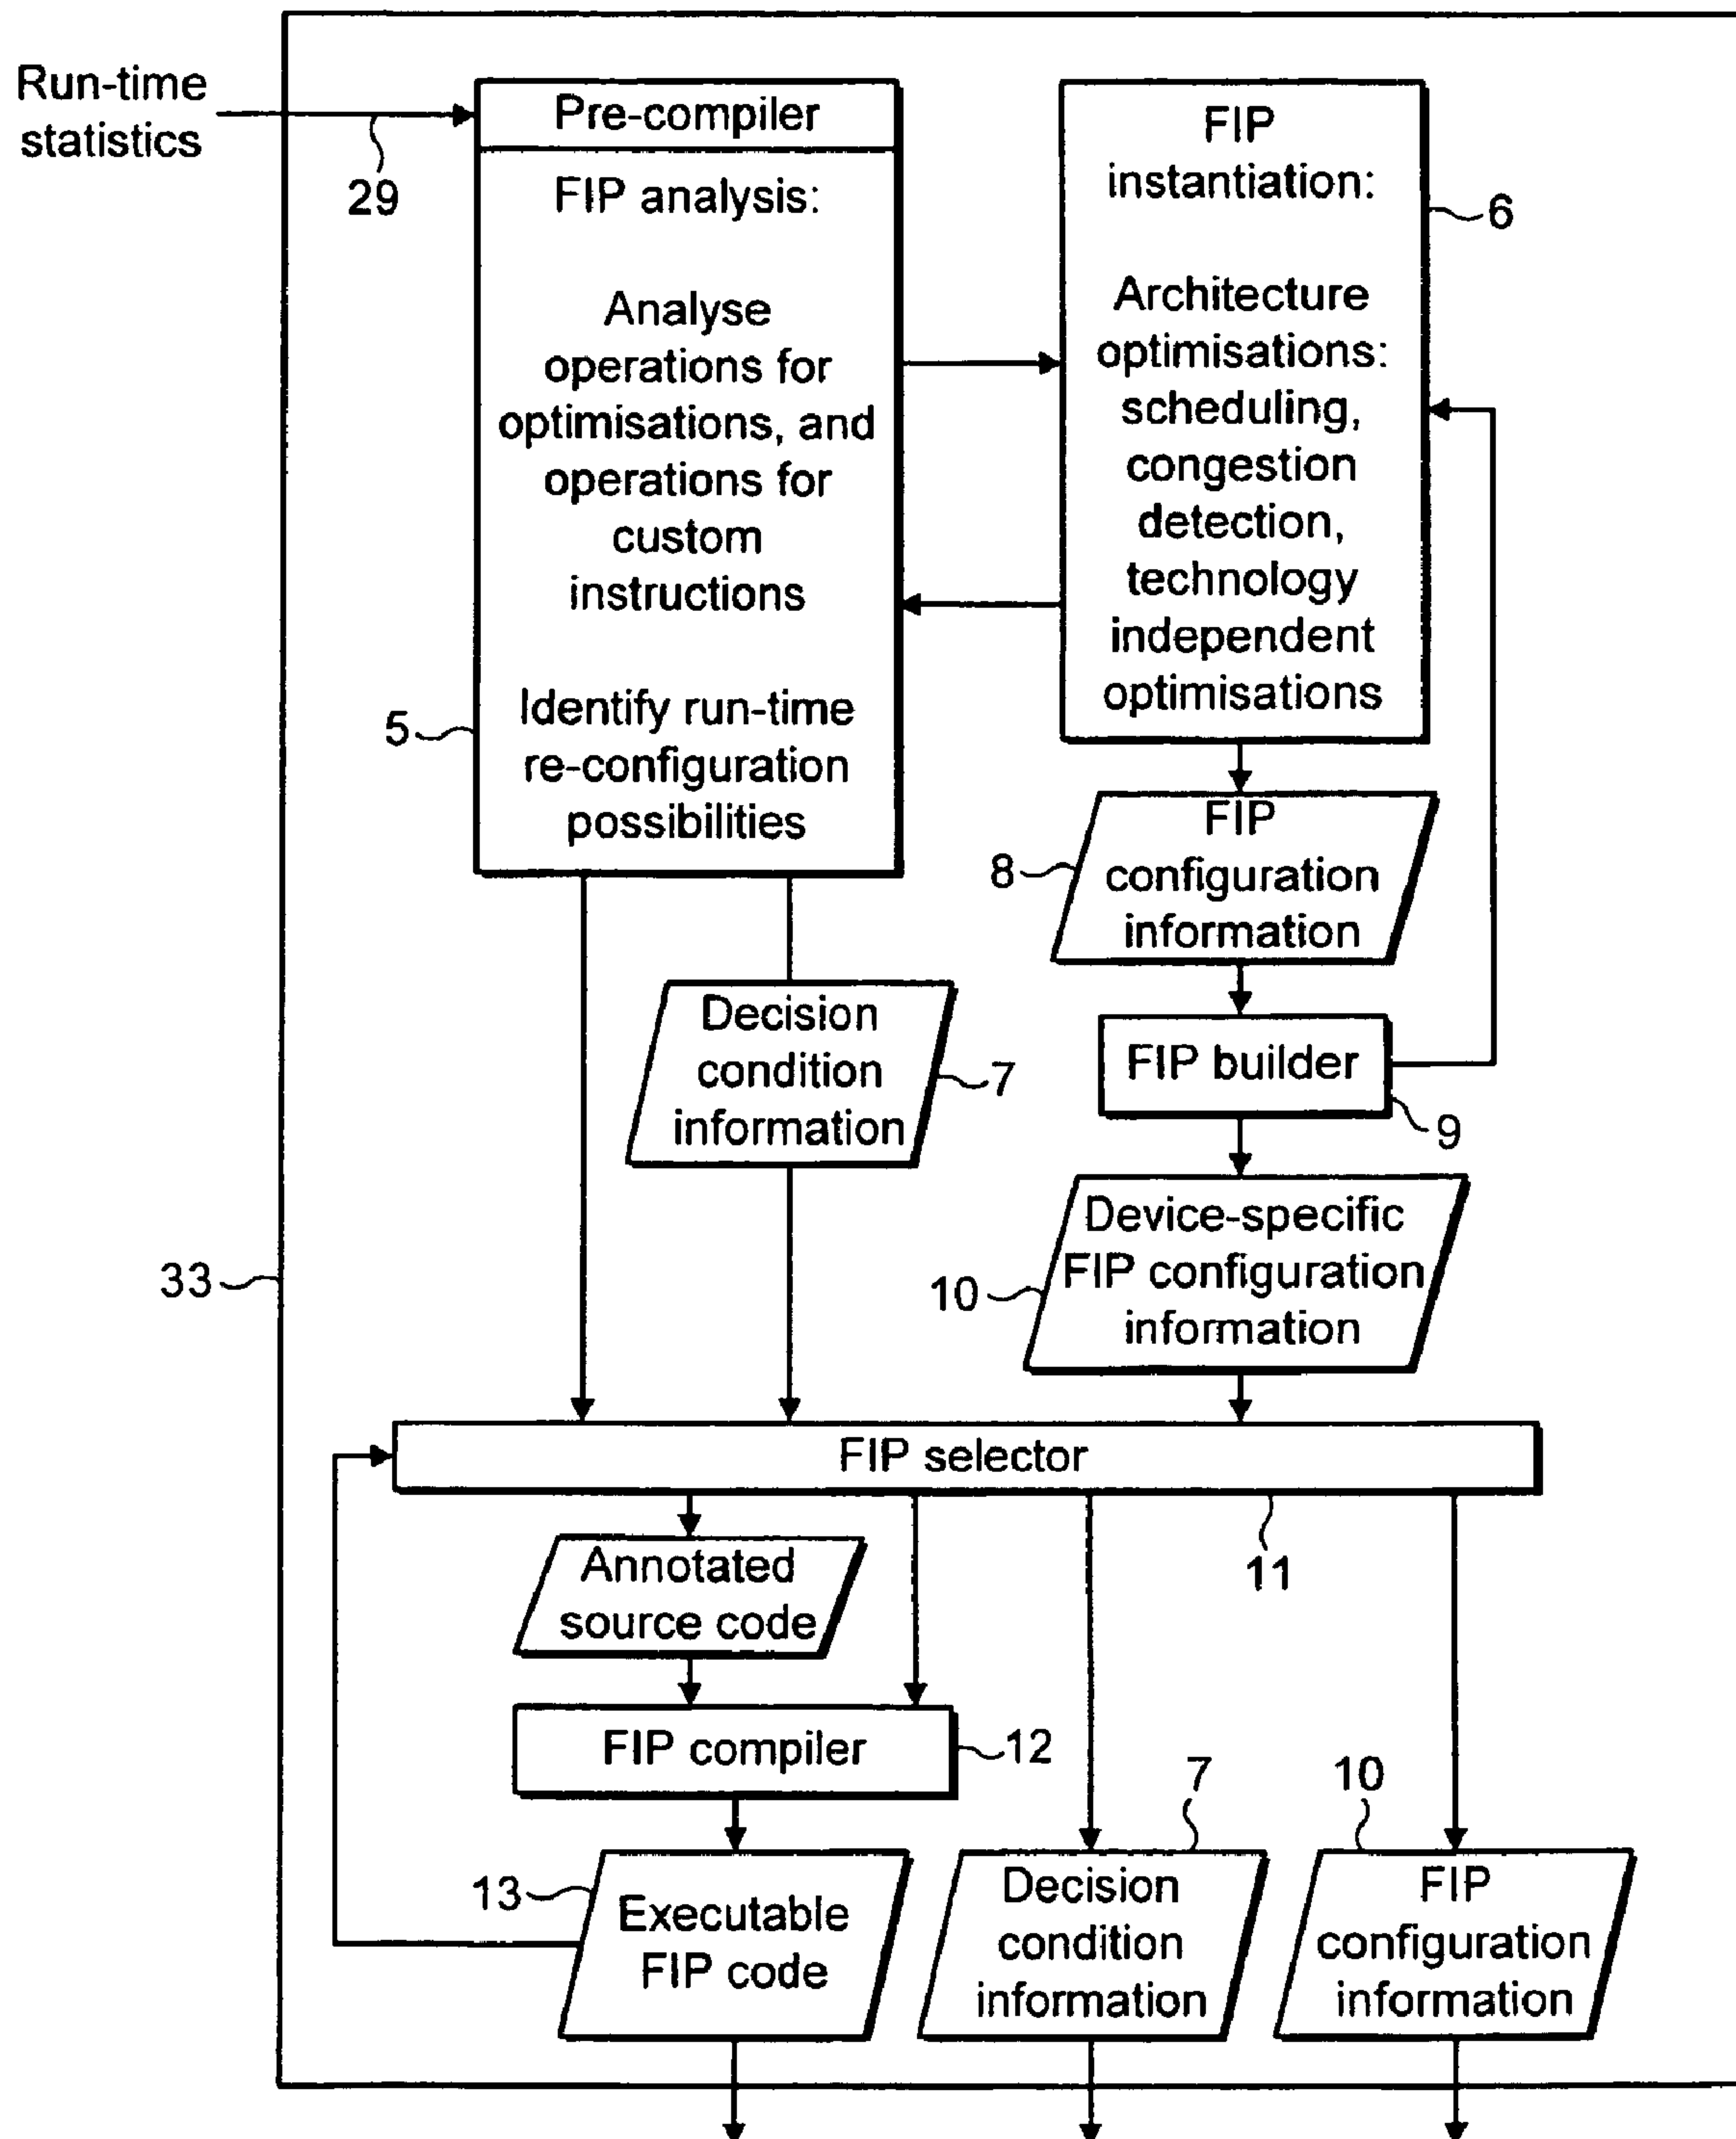 Run-time
statistics
29
Pre-compiler
FIP analysis:
Analyse
operations for
optimisations, and
operations for
custom
instructions
Identify run-time
re-configuration
possibilities
5
FIP
instantiation:
Architecture
optimisations:
scheduling,
congestion
detection,
technology
independent
optimisations
6
FIP
configuration
information
8
Decision
condition
information
7
FIP builder
9
Device-specific
FIP configuration
information
10
33
FIP selector
11
Annotated
source code
FIP compiler
12
13
Executable
FIP code
7
Decision
condition
information
10
FIP
configuration
information